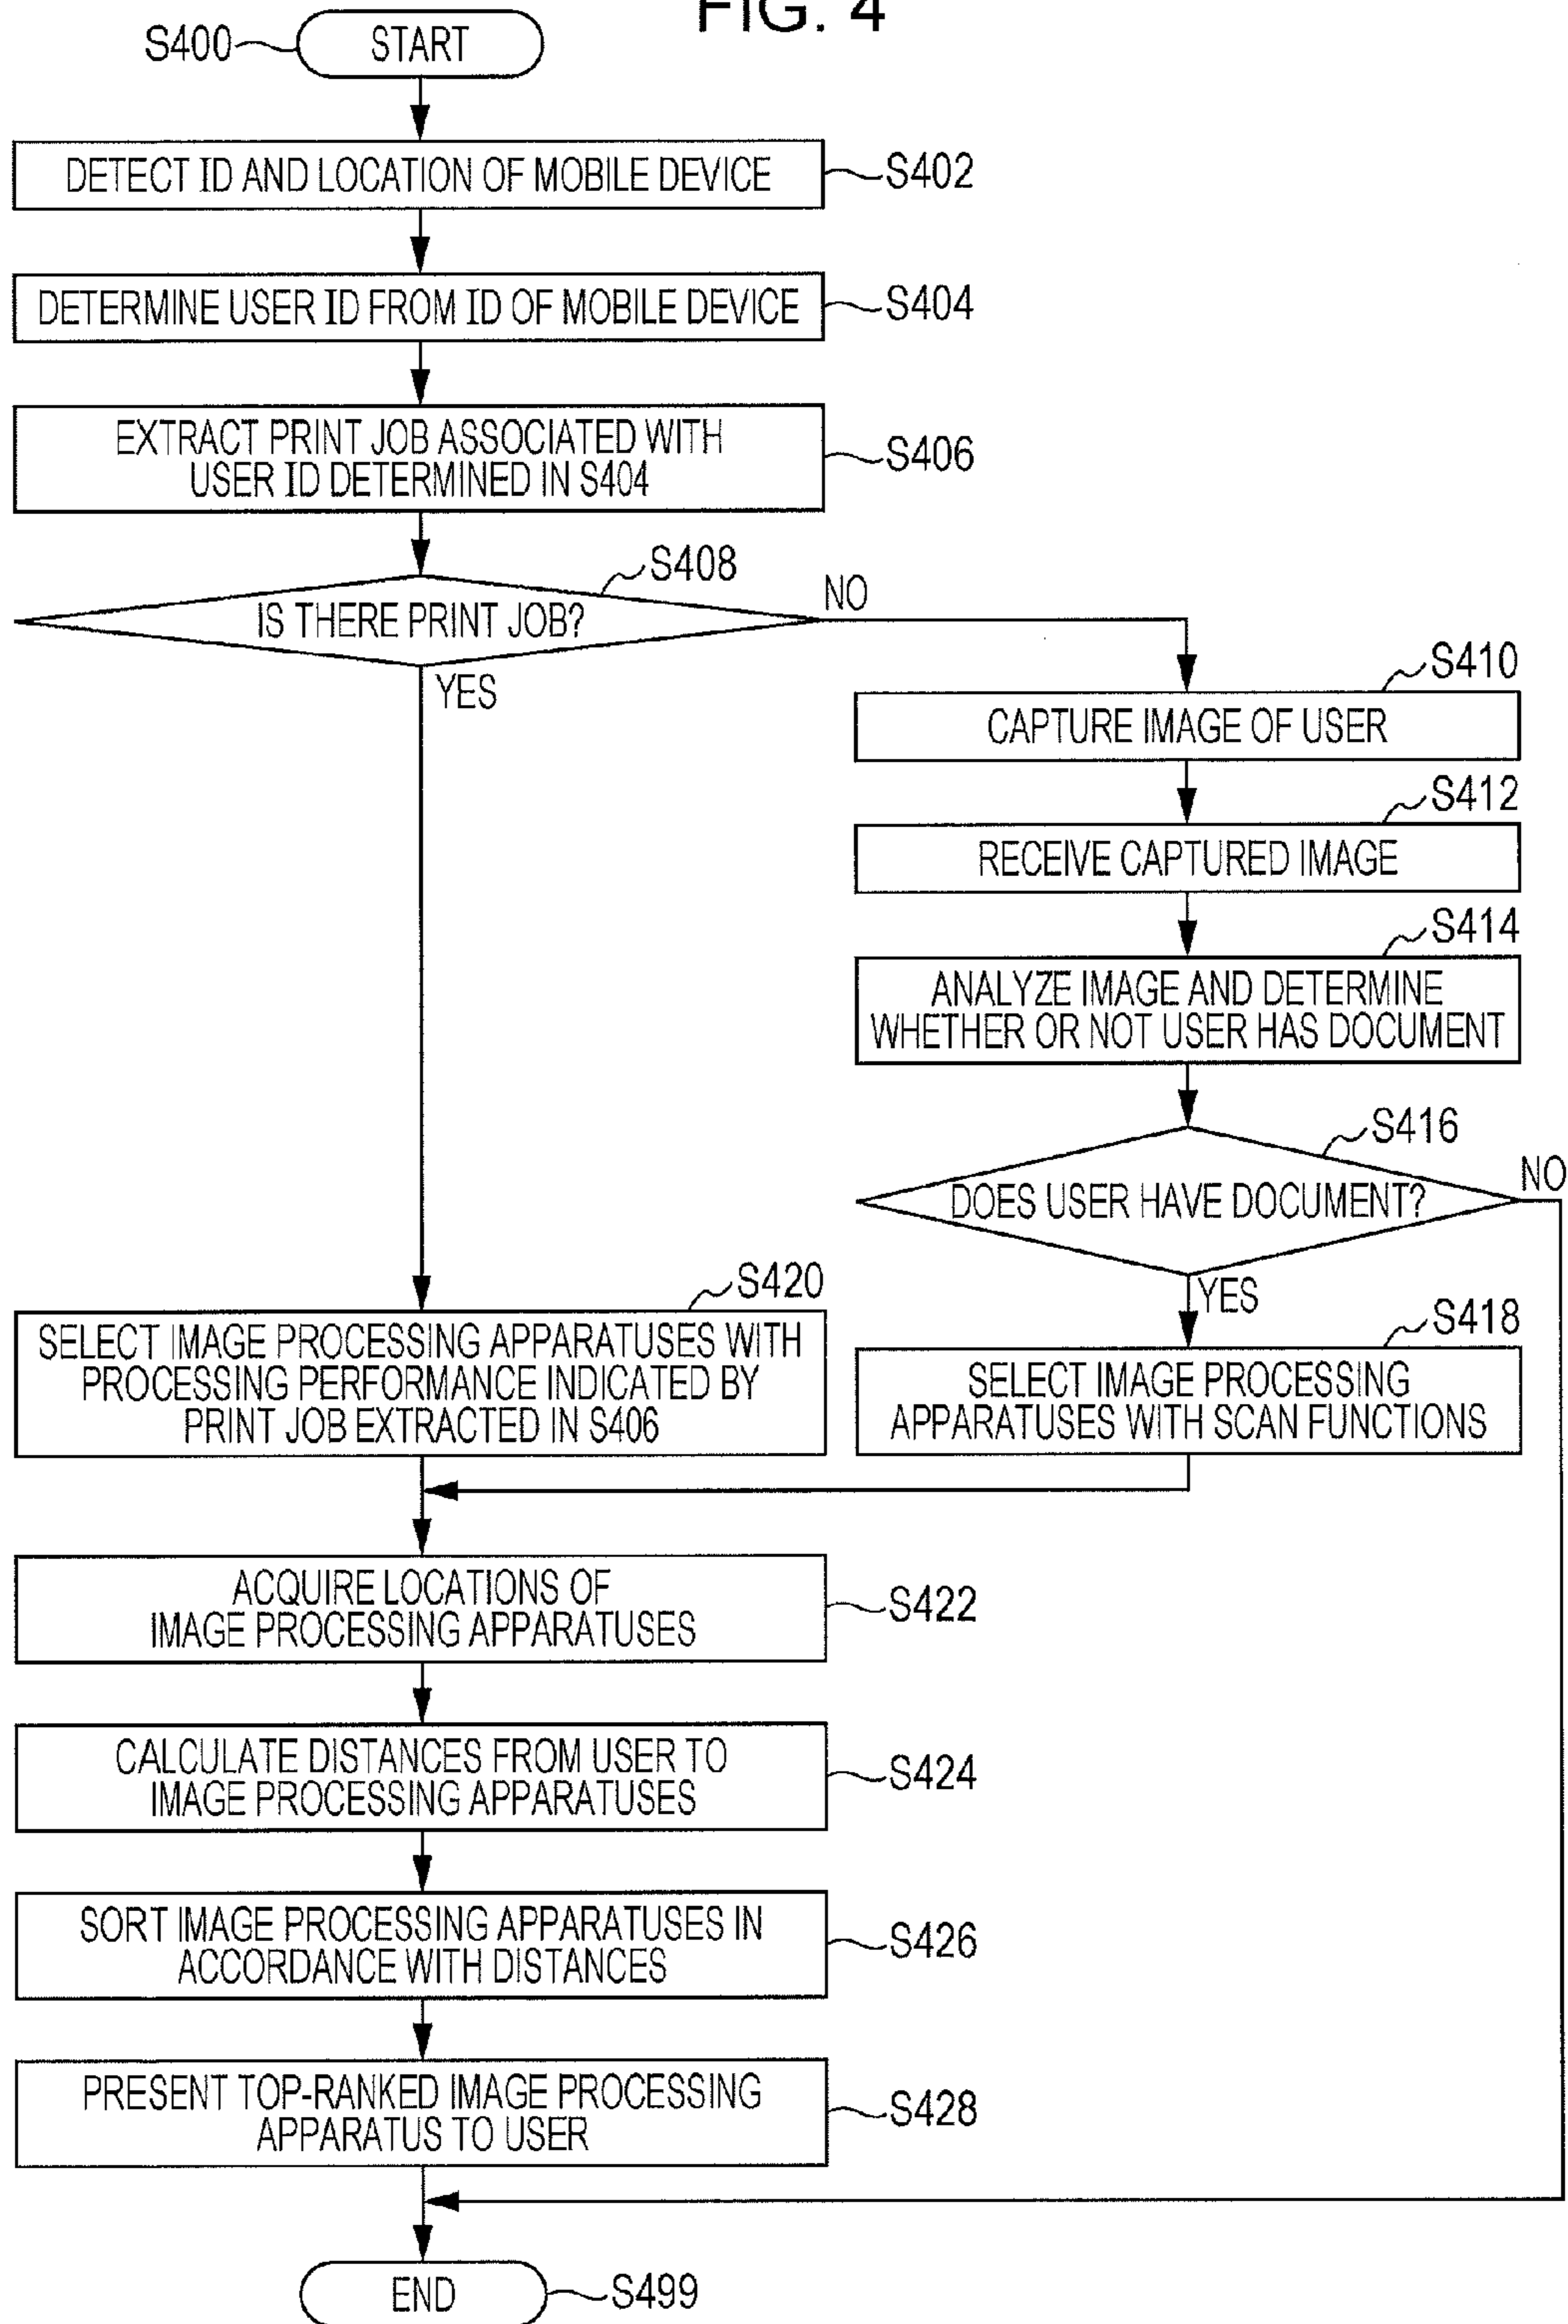 FIG. 4
S400
START
DETECT ID AND LOCATION OF MOBILE DEVICE
S402
DETERMINE USER ID FROM ID OF MOBILE DEVICE
S404
EXTRACT PRINT JOB ASSOCIATED WITH
USER ID DETERMINED IN S404
S406
S408
IS THERE PRINT JOB?
NO
YES
S410
CAPTURE IMAGE OF USER
S412
RECEIVE CAPTURED IMAGE
S414
ANALYZE IMAGE AND DETERMINE
WHETHER OR NOT USER HAS DOCUMENT
S416
DOES USER HAVE DOCUMENT?
NO
YES
S418
SELECT IMAGE PROCESSING
APPARATUSES WITH SCAN FUNCTIONS
S420
SELECT IMAGE PROCESSING APPARATUSES WITH
PROCESSING PERFORMANCE INDICATED BY
PRINT JOB EXTRACTED IN S406
ACQUIRE LOCATIONS OF
IMAGE PROCESSING APPARATUSES
S422
CALCULATE DISTANCES FROM USER TO
IMAGE PROCESSING APPARATUSES
S424
SORT IMAGE PROCESSING APPARATUSES IN
ACCORDANCE WITH DISTANCES
S426
PRESENT TOP-RANKED IMAGE PROCESSING
APPARATUS TO USER
S428
END
S499